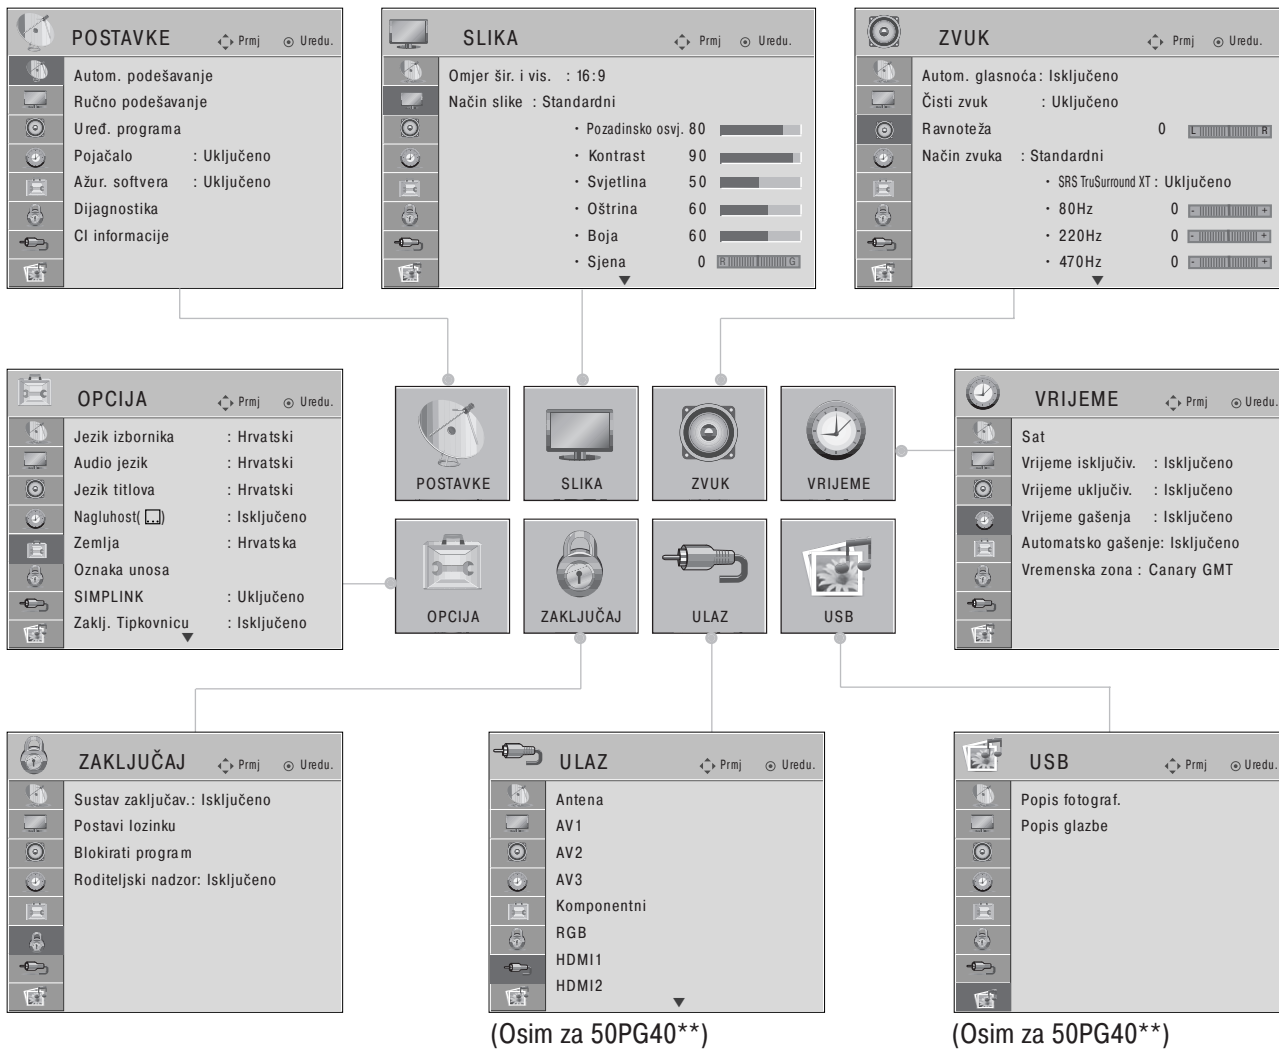 POSTAVKE Prmj Uredu.
Autom. podešavanje
Ručno podešavanje
Uređ. programa
Pojačalo : Uključeno
Ažur. softvera : Uključeno
Dijagnostika
CI informacije
SLIKA Prmj Uredu.
Omjer šir. i vis. : 16:9
Način slike : Standardni
• Pozadinsko osvj. 80
• Kontrast 90
• Svjetlina 50
• Oštrina 60
• Boja 60
• Sjena 0 R G
ZVUK Prmj Uredu.
Autom. glasnoća : Isključeno
Čisti zvuk : Uključeno
Ravnoteža 0 L R
Način zvuka : Standardni
• SRS TruSurround XT : Uključeno
• 80Hz 0 - +
• 220Hz 0 - +
• 470Hz 0 - +
OPCIJA Prmj Uredu.
Jezik izbornika : Hrvatski
Audio jezik : Hrvatski
Jezik titlova : Hrvatski
Nagluhost( ) : Isključeno
Zemlja : Hrvatska
Oznaka unosa
SIMPLINK : Uključeno
Zaklj. Tipkovnicu : Isključeno
POSTAVKE
SLIKA
ZVUK
VRIJEME
OPCIJA
ZAKLJUČAJ
ULAZ
USB
VRIJEME Prmj Uredu.
Sat
Vrijeme isključiv. : Isključeno
Vrijeme uključiv. : Isključeno
Vrijeme gašenja : Isključeno
Automatsko gašenje: Isključeno
Vremenska zona : Canary GMT
ZAKLJUČAJ Prmj Uredu.
Sustav zaključav.: Isključeno
Postavi lozinku
Blokirati program
Roditeljski nadzor: Isključeno
ULAZ Prmj Uredu.
Antena
AV1
AV2
AV3
Komponentni
RGB
HDMI1
HDMI2
(Osim za 50PG40**)
USB Prmj Uredu.
Popis fotograf.
Popis glazbe
(Osim za 50PG40**)